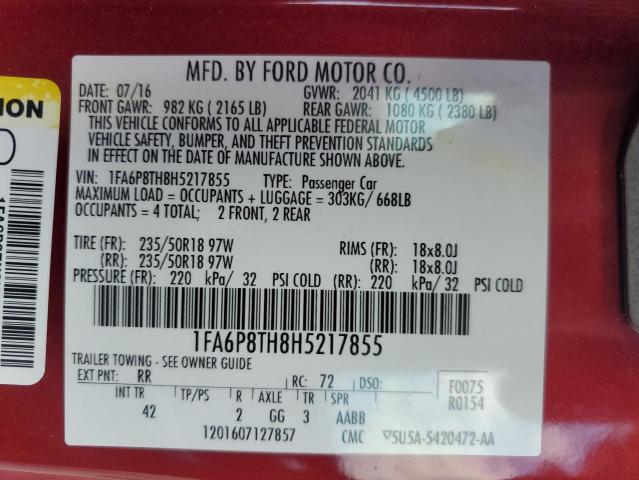 MFD. BY FORD MOTOR CO.
DATE: 07/16 GVWR: 2041 KG ( 4500 LB)
FRONT GAWR: 982 KG ( 2165 LB) REAR GAWR: 1080 KG ( 2380 LB)
THIS VEHICLE CONFORMS TO ALL APPLICABLE FEDERAL MOTOR
VEHICLE SAFETY, BUMPER, AND THEFT PREVENTION STANDARDS
IN EFFECT ON THE DATE OF MANUFACTURE SHOWN ABOVE.
VIN: 1FA6P8TH8H5217855 TYPE: Passenger Car
MAXIMUM LOAD = OCCUPANTS + LUGGAGE = 303KG/ 668LB
OCCUPANTS = 4 TOTAL; 2 FRONT, 2 REAR
TIRE (FR): 235/50R18 97W RIMS (FR): 18x8.0J
(RR): 235/50R18 97W (RR): 18x8.0J
PRESSURE (FR): 220 kPa/ 32 PSI COLD (RR): 220 kPa/ 32 PSI COLD
1FA6P8TH8H5217855
TRAILER TOWING - SEE OWNER GUIDE
EXT PNT: RR RC: 72 DSO: F0075
INT TR TP/PS R AXLE TR SPR R0154
42 2 GG 3 AABB
1201607127857 CMC 5U5A-5420472-AA
ION